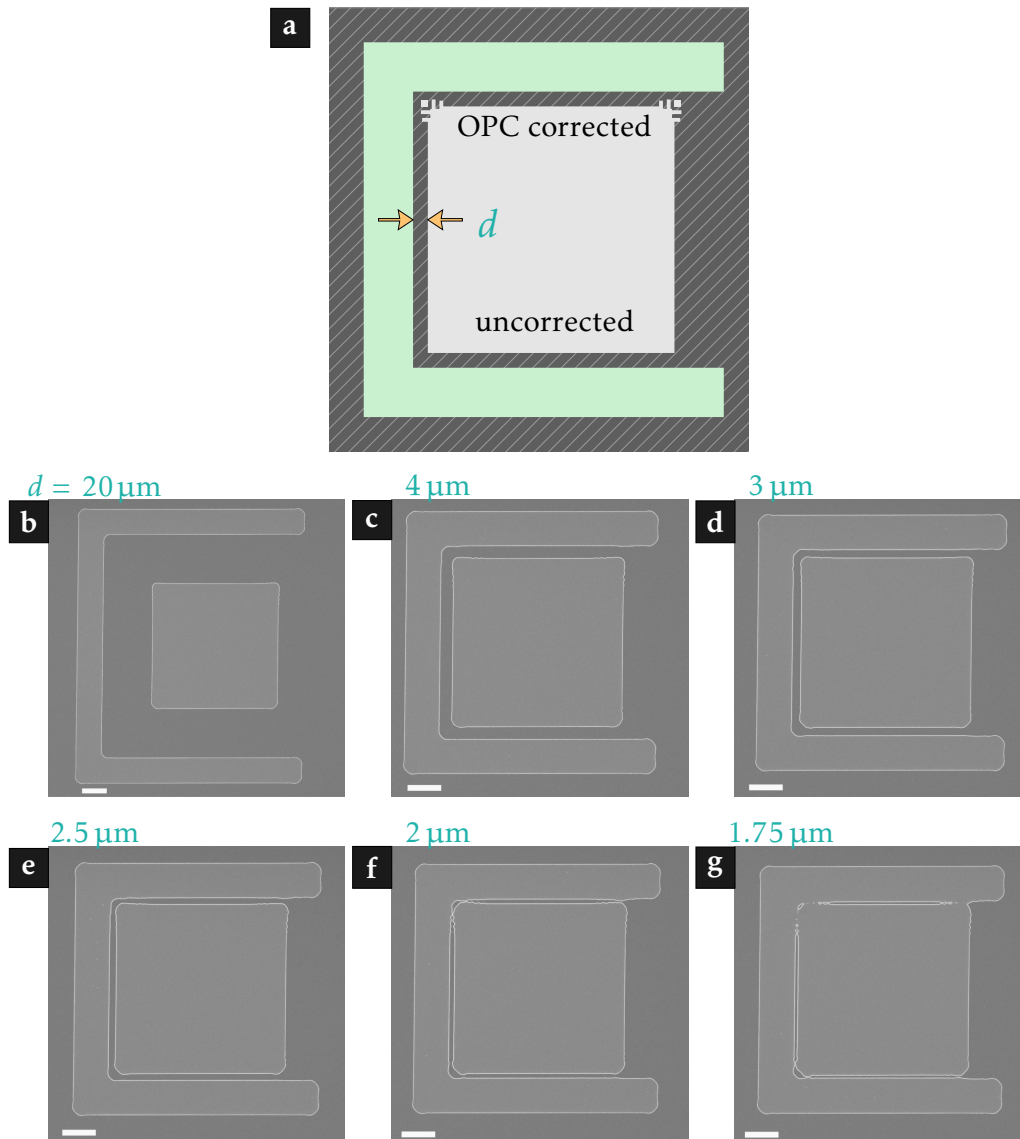 a
OPC corrected
d
uncorrected
d = 20 µm
4 µm
3 µm
b
c
d
2.5 µm
2 µm
1.75 µm
e
f
g